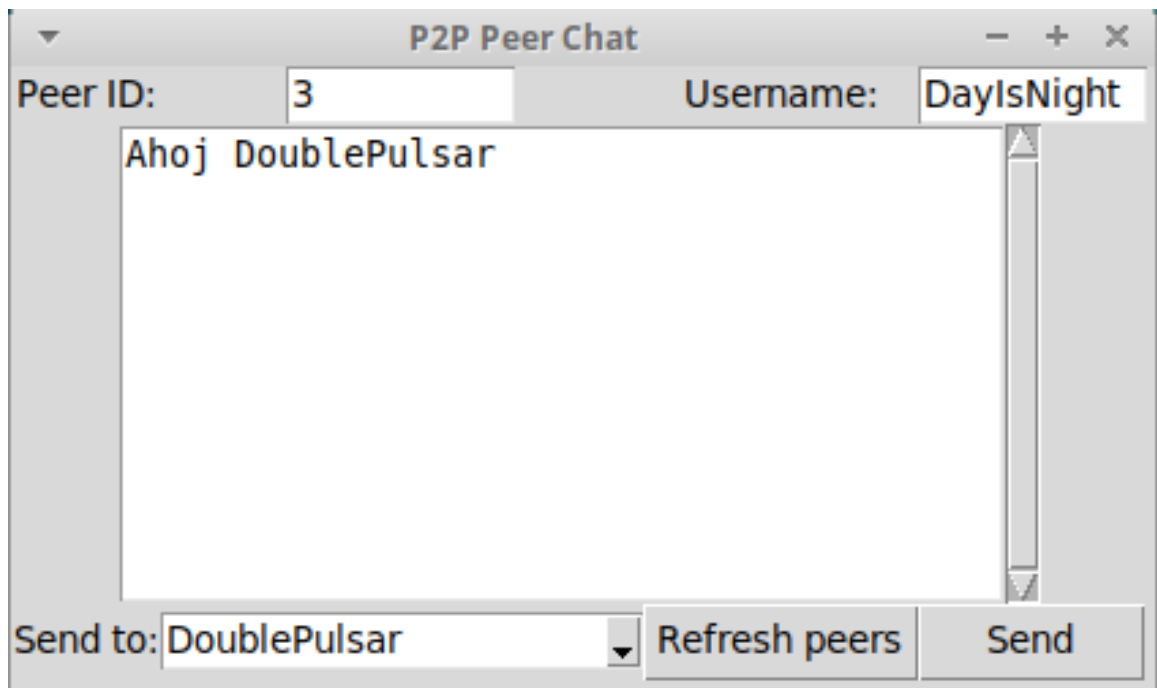 P2P Peer Chat
Peer ID: 3 Username: DayIsNight
Ahoj DoublePulsar
Send to: DoublePulsar Refresh peers Send